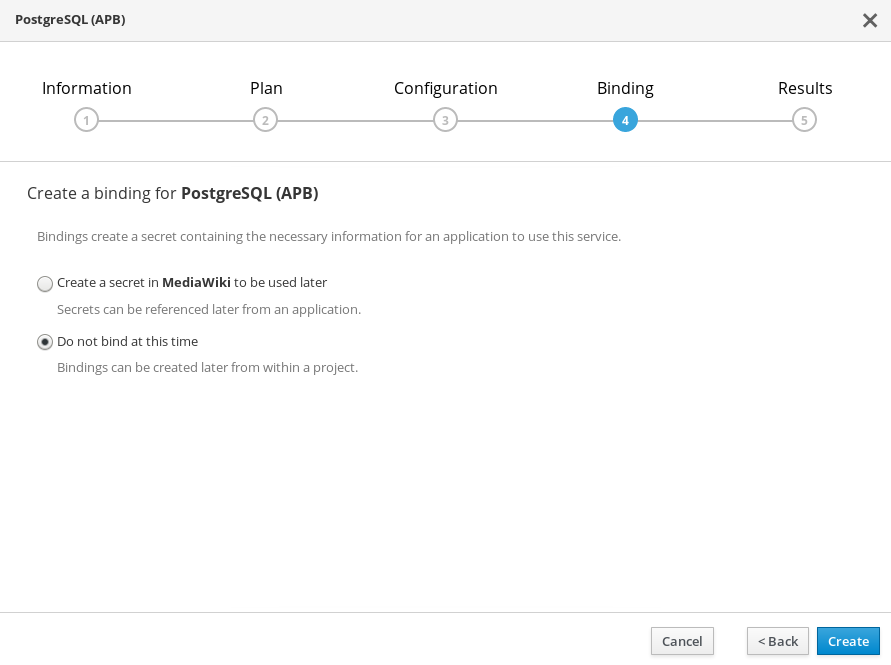 PostgreSQL (APB)
Information Plan Configuration Binding Results
1 2 3 4 5
Create a binding for PostgreSQL (APB)
Bindings create a secret containing the necessary information for an application to use this service.
Create a secret in MediaWiki to be used later
Secrets can be referenced later from an application.
Do not bind at this time
Bindings can be created later from within a project.
Cancel < Back Create